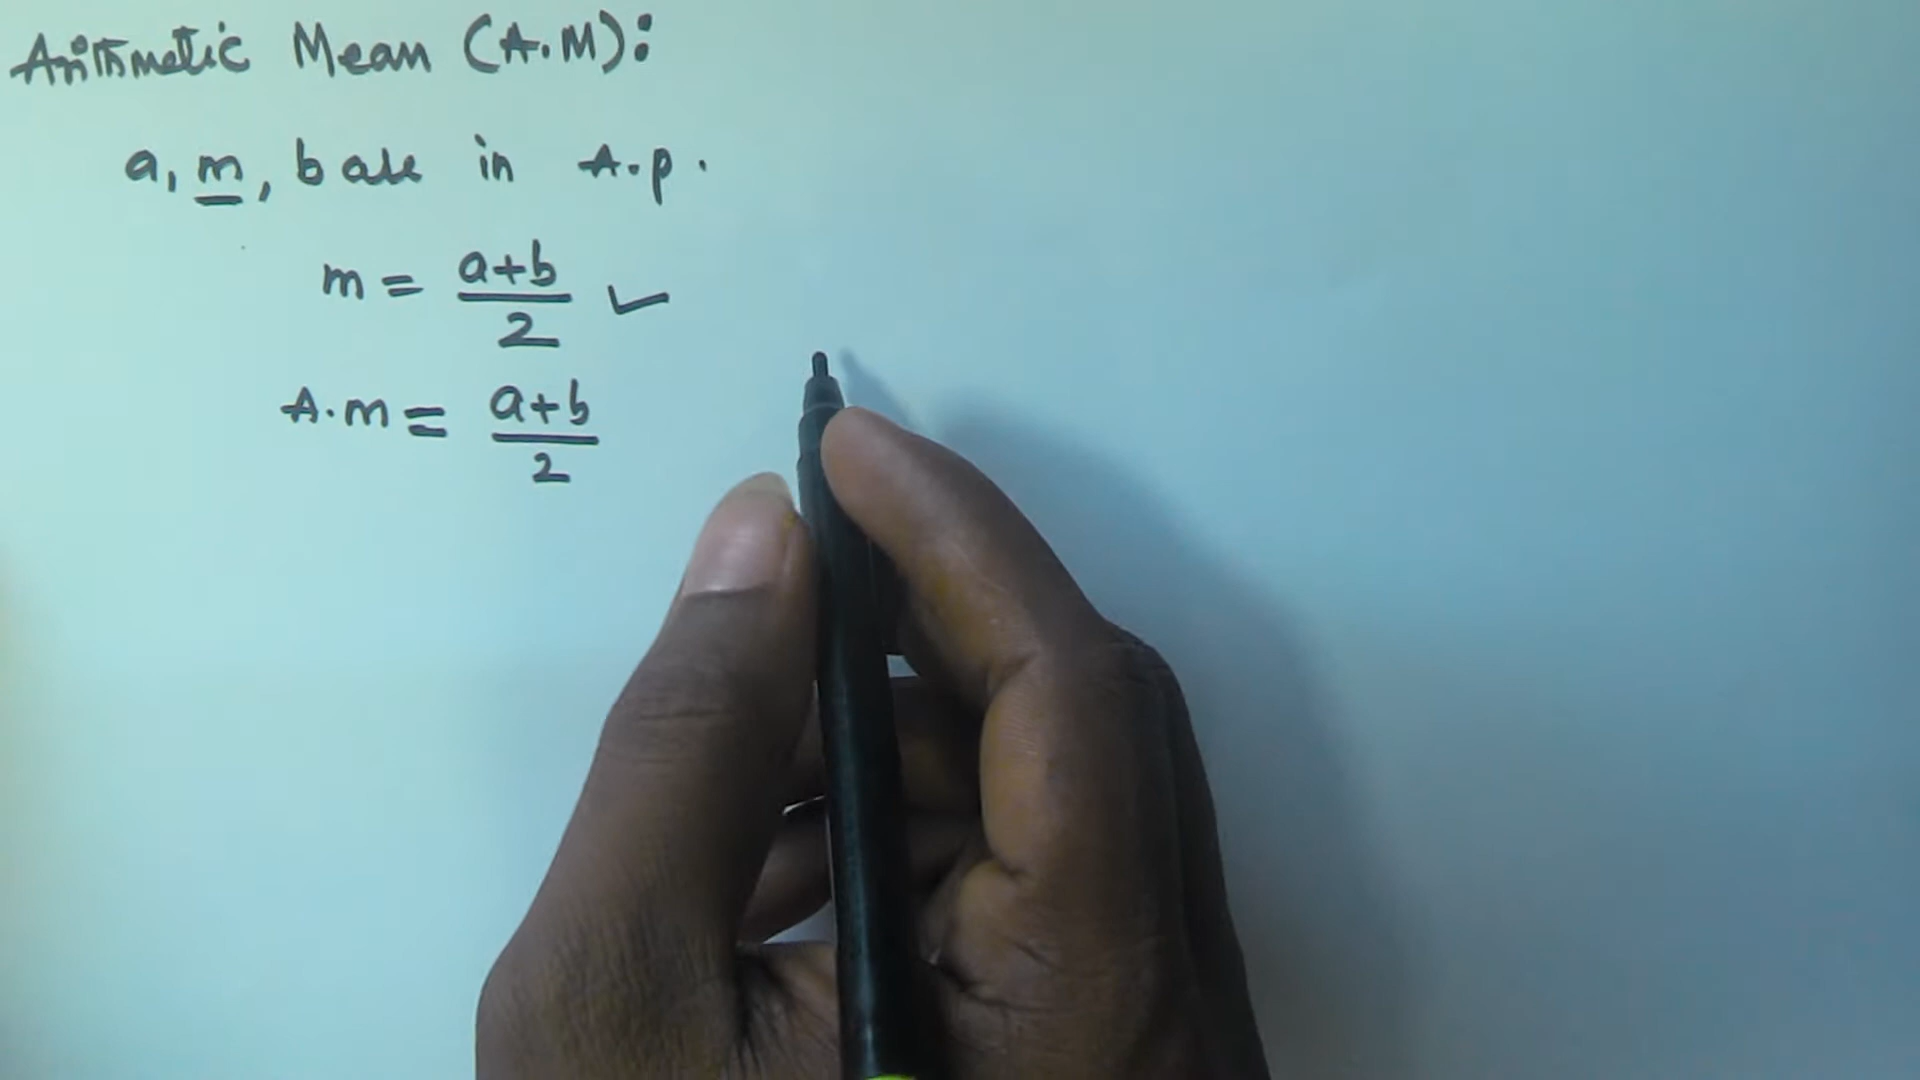 Arithmetic Mean (A.M):
a, m, b are in A.p.
m = a+b/2 ✓
A.m = a+b/2